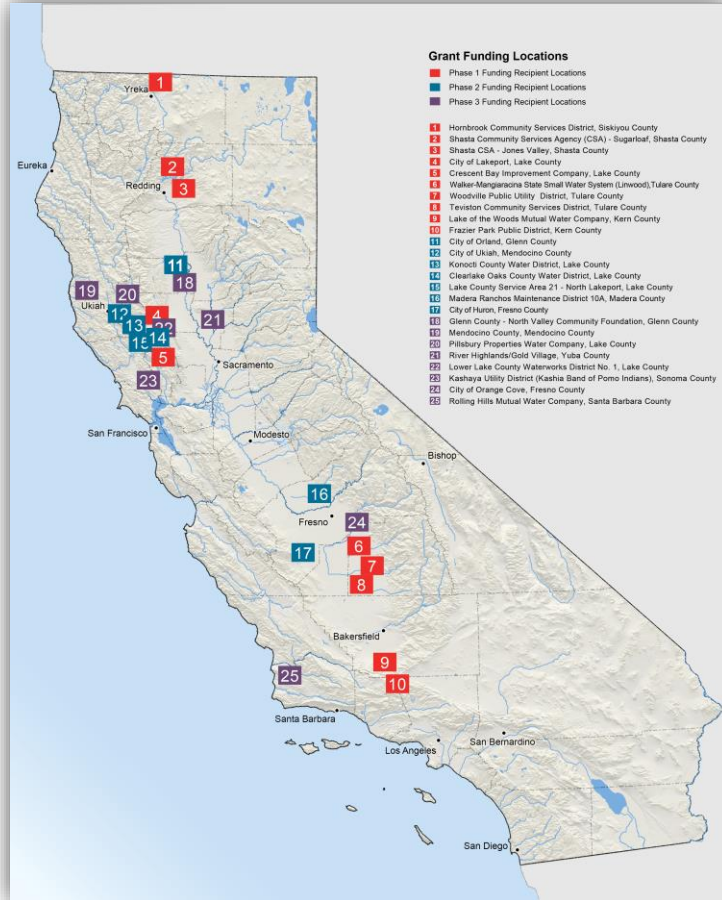 Grant Funding Locations
Phase 1 Funding Recipient Locations
Phase 2 Funding Recipient Locations
Phase 3 Funding Recipient Locations
1 Hornbrook Community Services District, Siskiyou County
2 Shasta Community Services Agency (CSA) - Sugarloaf, Shasta County
3 Shasta CSA - Jones Valley, Shasta County
4 City of Lakeport, Lake County
5 Crescent Bay Improvement Company, Lake County
6 Walker-Mangiaracina State Small Water System (Linwood),Tulare County
7 Woodville Public Utility District, Tulare County
8 Teviston Community Services District, Tulare County
9 Lake of the Woods Mutual Water Company, Kern County
10 Frazier Park Public District, Kern County
11 City of Orland, Glenn County
12 City of Ukiah, Mendocino County
13 Konocti County Water District, Lake County
14 Clearlake Oaks County Water District, Lake County
15 Lake County Service Area 21 - North Lakeport, Lake County
16 Madera Ranchos Maintenance District 10A, Madera County
17 City of Huron, Fresno County
18 Glenn County - North Valley Community Foundation, Glenn County
19 Mendocino County, Mendocino County
20 Pillsbury Properties Water Company, Lake County
21 River Highlands/Gold Village, Yuba County
22 Lower Lake County Waterworks District No. 1, Lake County
23 Kashaya Utility District (Kashia Band of Pomo Indians), Sonoma County
24 City of Orange Cove, Fresno County
25 Rolling Hills Mutual Water Company, Santa Barbara County
1
Yreka
Eureka
2
Redding
3
11
18
19
20
Ukiah
12
4
21
13
22
15
14
5
Sacramento
23
San Francisco
Modesto
Bishop
16
Fresno
24
17
6
7
8
Bakersfield
9
25
10
Santa Barbara
Los Angeles
San Bernardino
San Diego